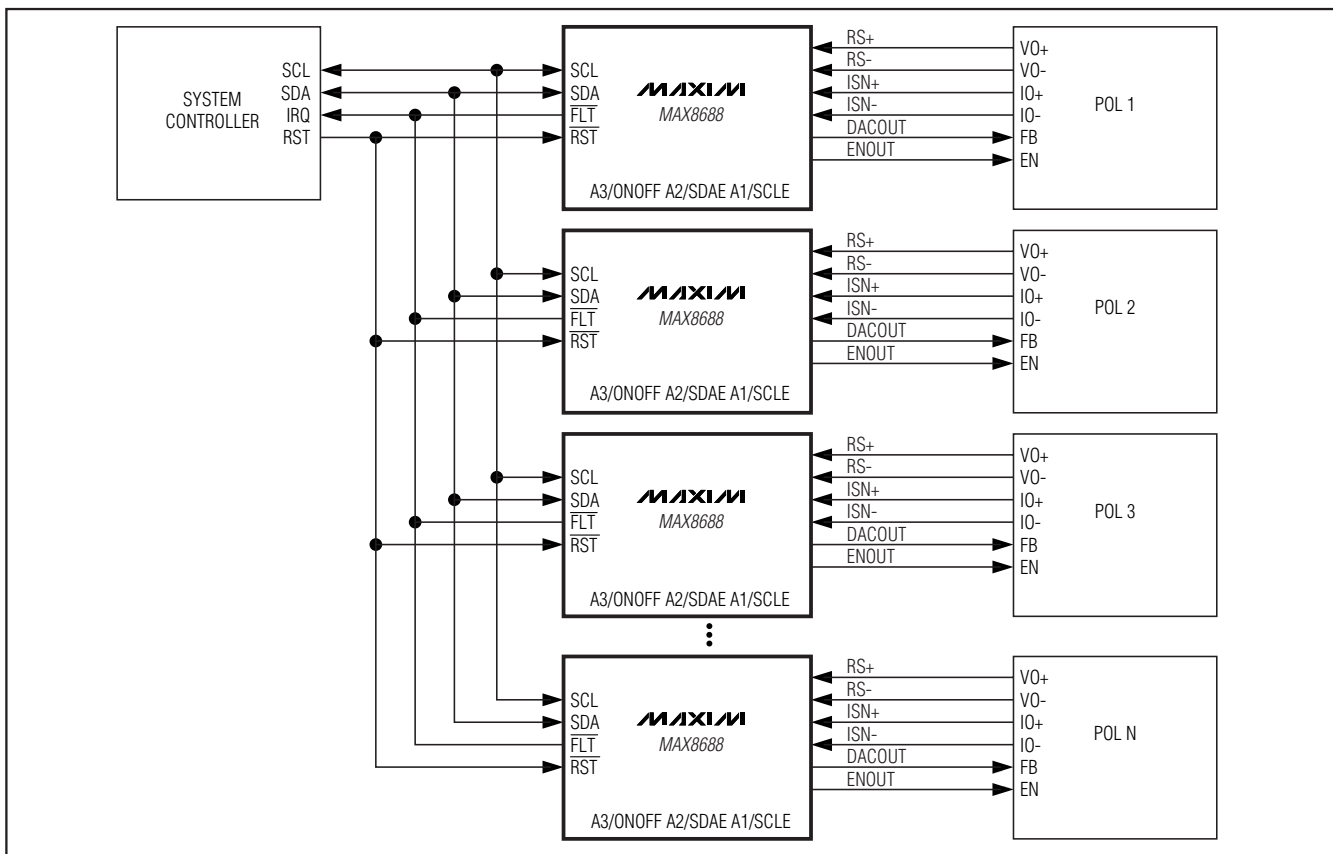 SYSTEM
CONTROLLER
SCL
SDA
IRQ
RST
SCL
SDA
FLT
RST
MAXIM
MAX8688
A3/ONOFF A2/SDAE A1/SCLE
RS+
RS-
ISN+
ISN-
DACOUT
ENOUT
VO+
VO-
IO+
IO-
FB
EN
POL 1
SCL
SDA
FLT
RST
MAXIM
MAX8688
A3/ONOFF A2/SDAE A1/SCLE
RS+
RS-
ISN+
ISN-
DACOUT
ENOUT
VO+
VO-
IO+
IO-
FB
EN
POL 2
SCL
SDA
FLT
RST
MAXIM
MAX8688
A3/ONOFF A2/SDAE A1/SCLE
RS+
RS-
ISN+
ISN-
DACOUT
ENOUT
VO+
VO-
IO+
IO-
FB
EN
POL 3
SCL
SDA
FLT
RST
MAXIM
MAX8688
A3/ONOFF A2/SDAE A1/SCLE
RS+
RS-
ISN+
ISN-
DACOUT
ENOUT
VO+
VO-
IO+
IO-
FB
EN
POL N